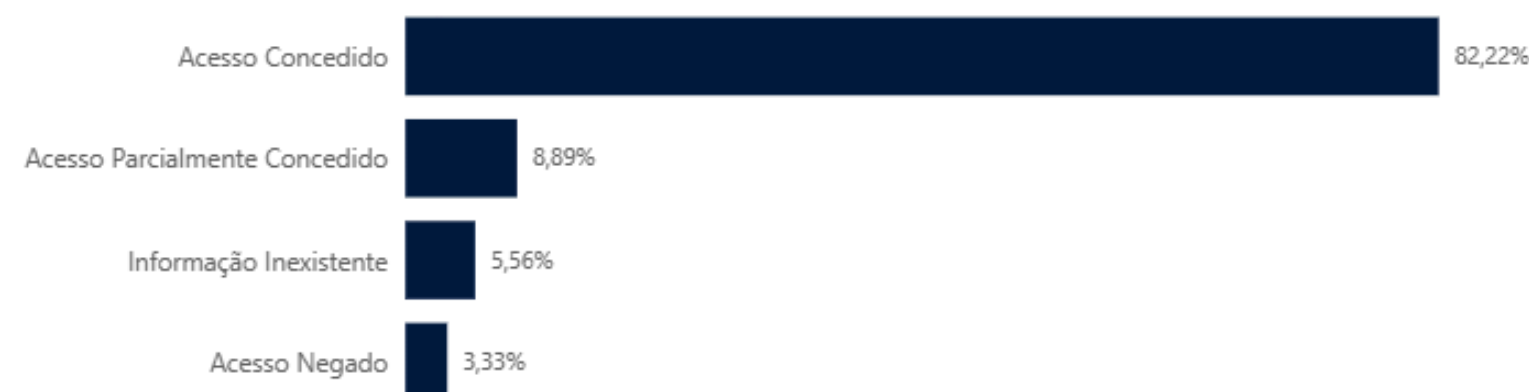 Acesso Concedido 82,22%
Acesso Parcialmente Concedido 8,89%
Informação Inexistente 5,56%
Acesso Negado 3,33%